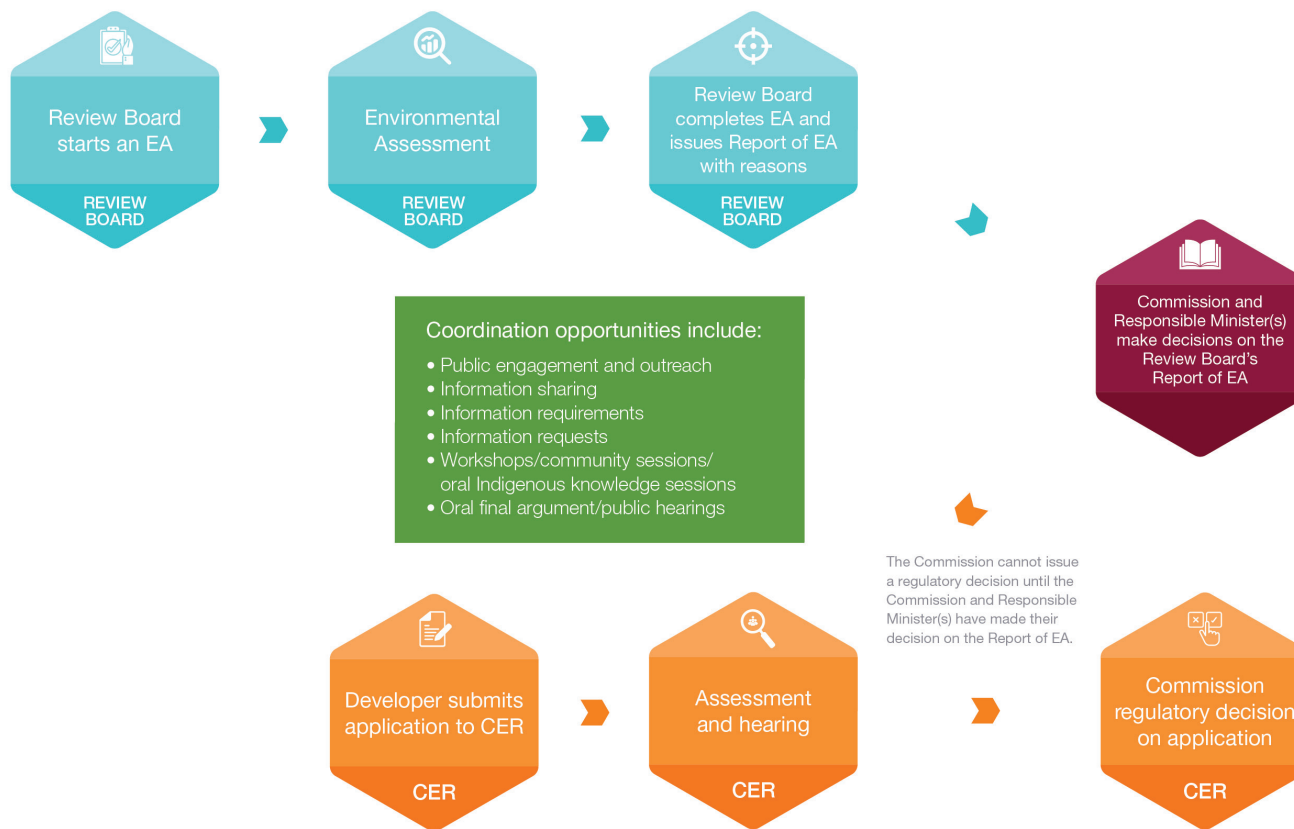 Review Board
starts an EA
REVIEW
BOARD
Environmental
Assessment
REVIEW
BOARD
Review Board
completes EA and
issues Report of EA
with reasons
REVIEW
BOARD
Commission and
Responsible Minister(s)
make decisions on the
Review Board's
Report of EA
Coordination opportunities include:
• Public engagement and outreach
• Information sharing
• Information requirements
• Information requests
• Workshops/community sessions/
oral Indigenous knowledge sessions
• Oral final argument/public hearings
The Commission cannot issue
a regulatory decision until the
Commission and Responsible
Minister(s) have made their
decision on the Report of EA.
Developer submits
application to CER
CER
Assessment
and hearing
CER
Commission
regulatory decision
on application
CER